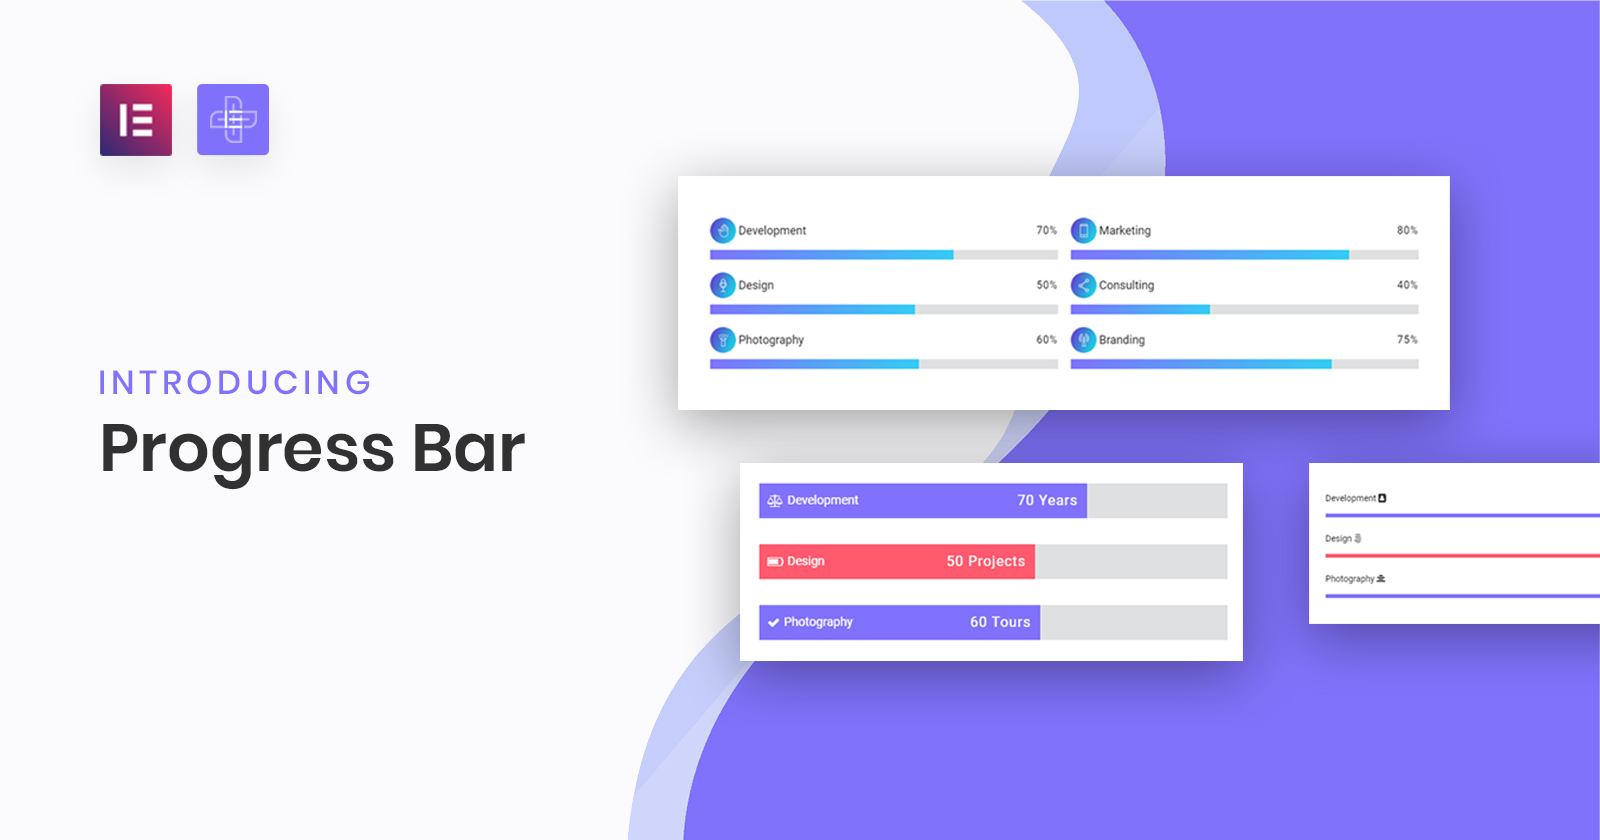 INTRODUCING
Progress Bar
Development 70%
Marketing 80%
Design 50%
Consulting 40%
Photography 60%
Branding 75%
Development 70 Years
Design 50 Projects
Photography 60 Tours
Development
Design
Photography